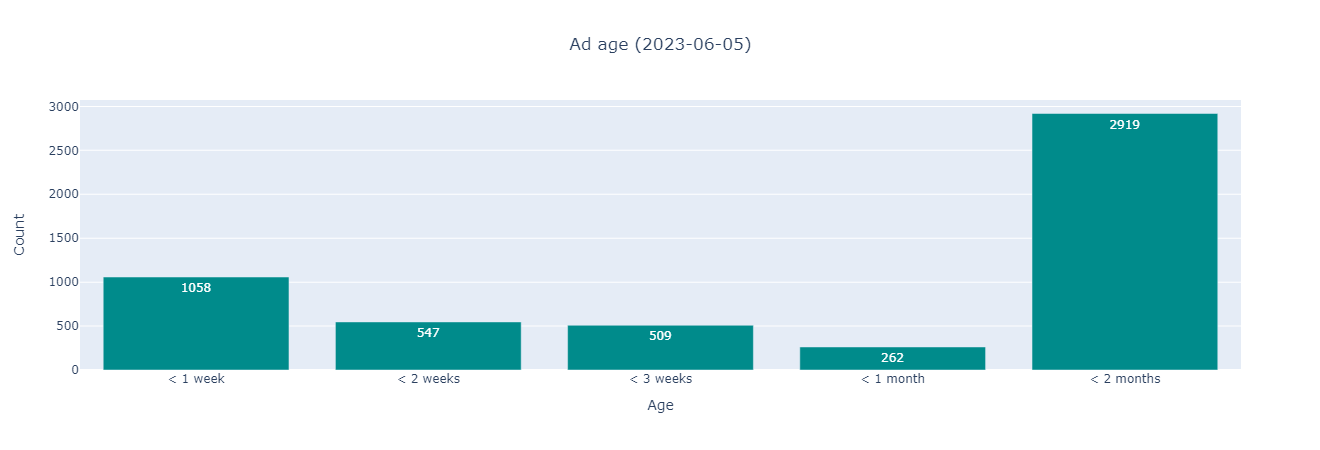 Ad age (2023-06-05)
3000
2500
2000
1500
1000
500
0
Count
1058
547
509
262
2919
< 1 week
< 2 weeks
< 3 weeks
< 1 month
< 2 months
Age